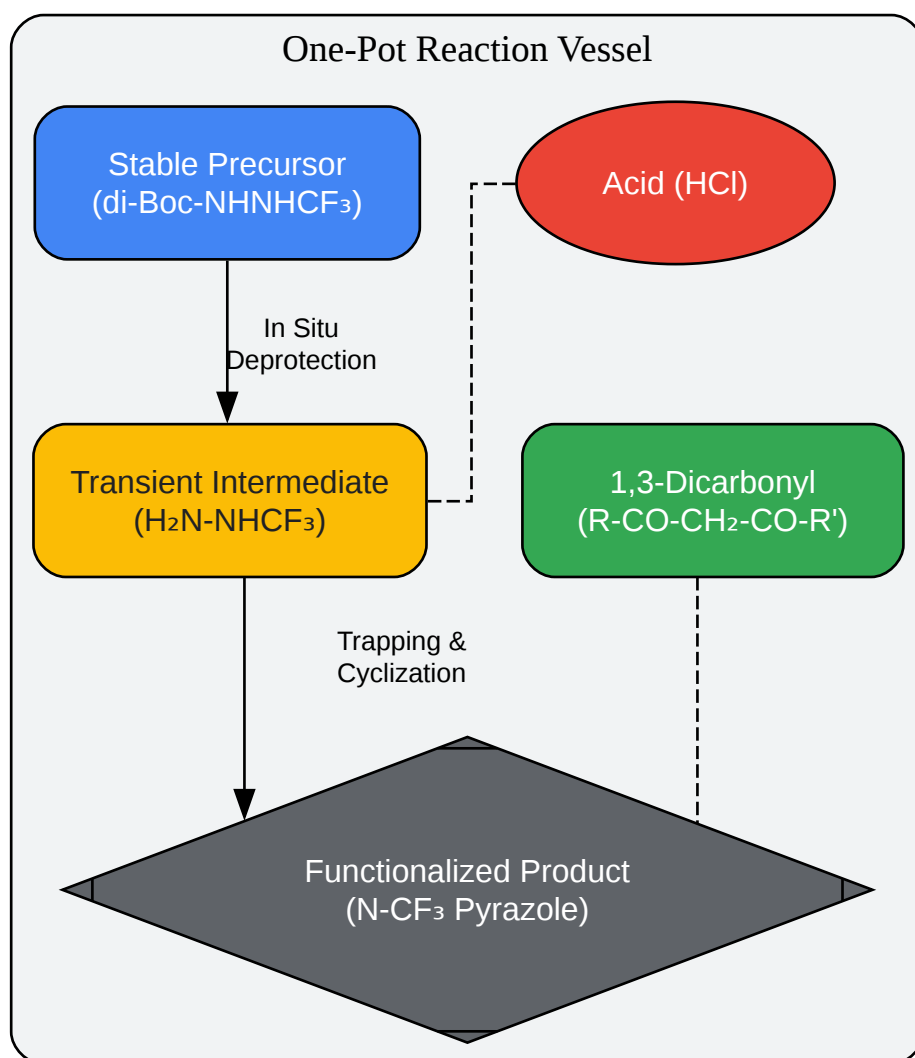 One-Pot Reaction Vessel
Stable Precursor
(di-Boc-NHNHCF₃)
Acid (HCl)
In Situ
Deprotection
Transient Intermediate
(H₂N-NHCF₃)
1,3-Dicarbonyl
(R-CO-CH₂-CO-R')
Trapping &
Cyclization
Functionalized Product
(N-CF₃ Pyrazole)